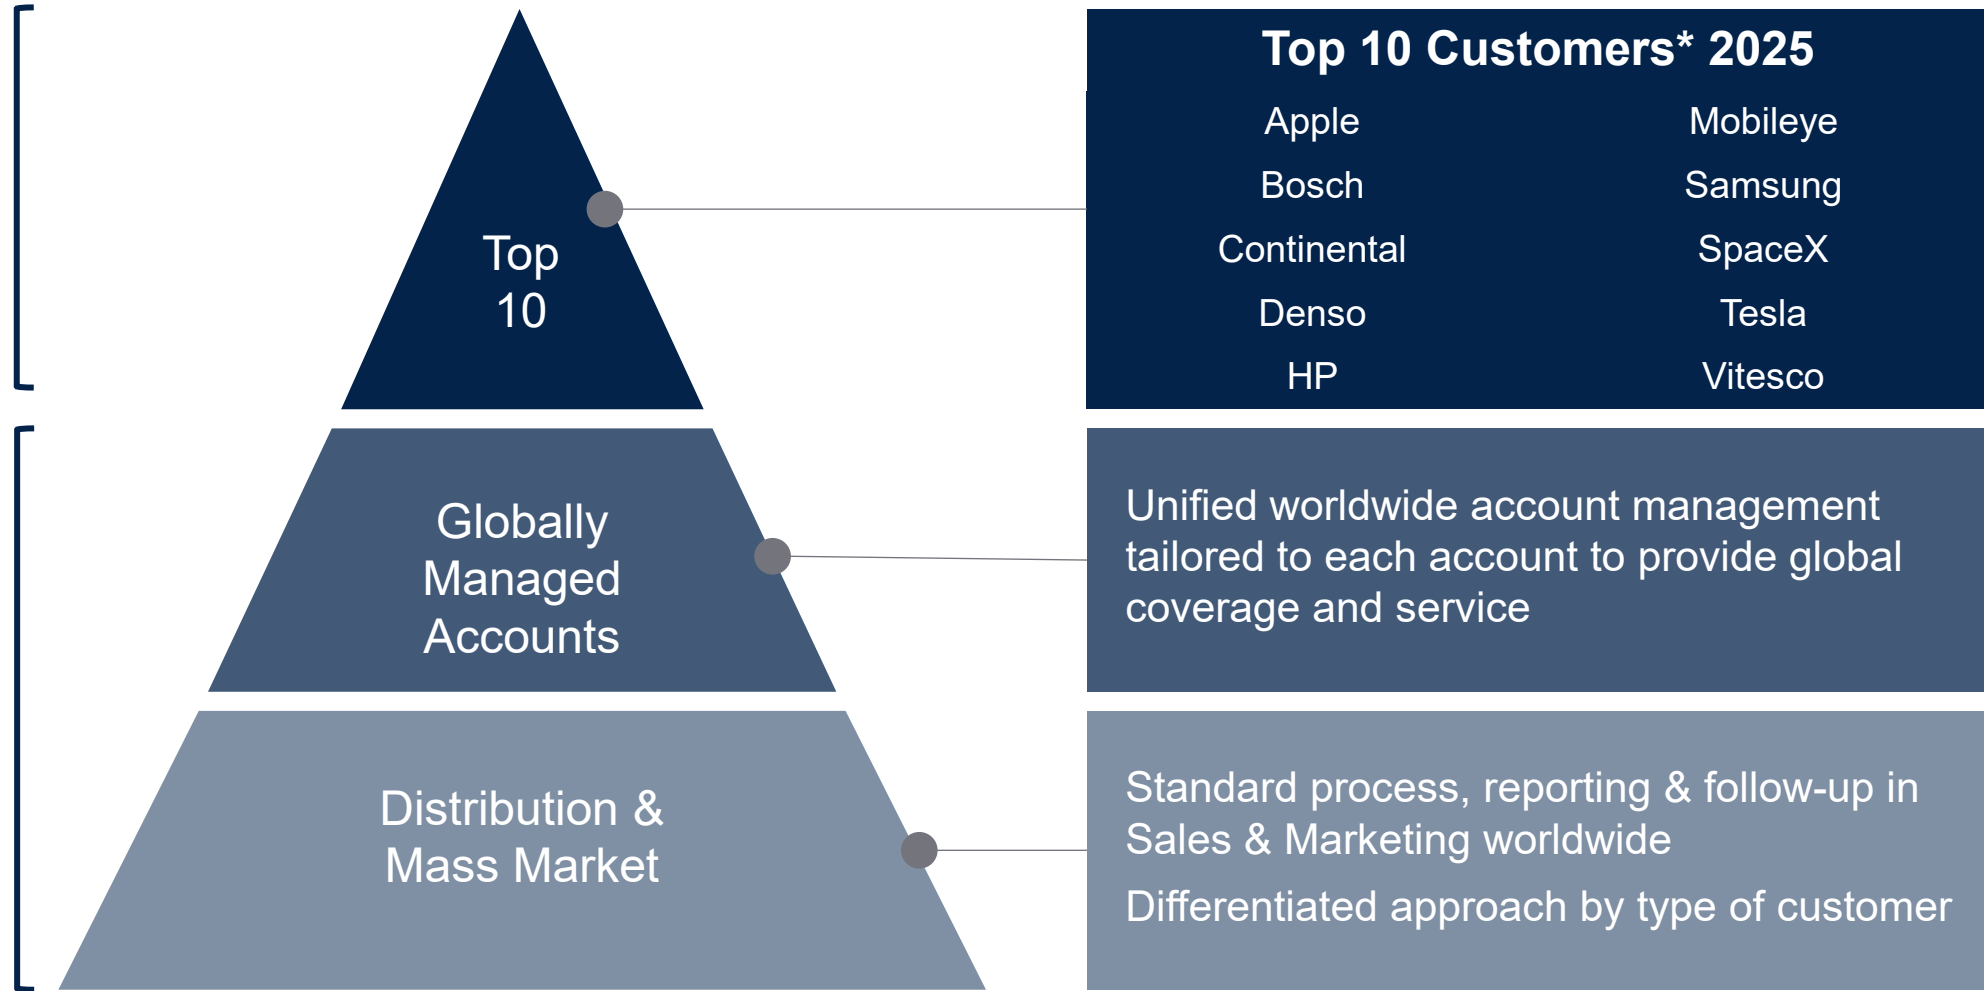 Top
10
Top 10 Customers* 2025
Apple
Mobileye
Bosch
Samsung
Continental
SpaceX
Denso
Tesla
HP
Vitesco
Globally
Managed
Accounts
Unified worldwide account management
tailored to each account to provide global
coverage and service
Distribution &
Mass Market
Standard process, reporting & follow-up in
Sales & Marketing worldwide
Differentiated approach by type of customer